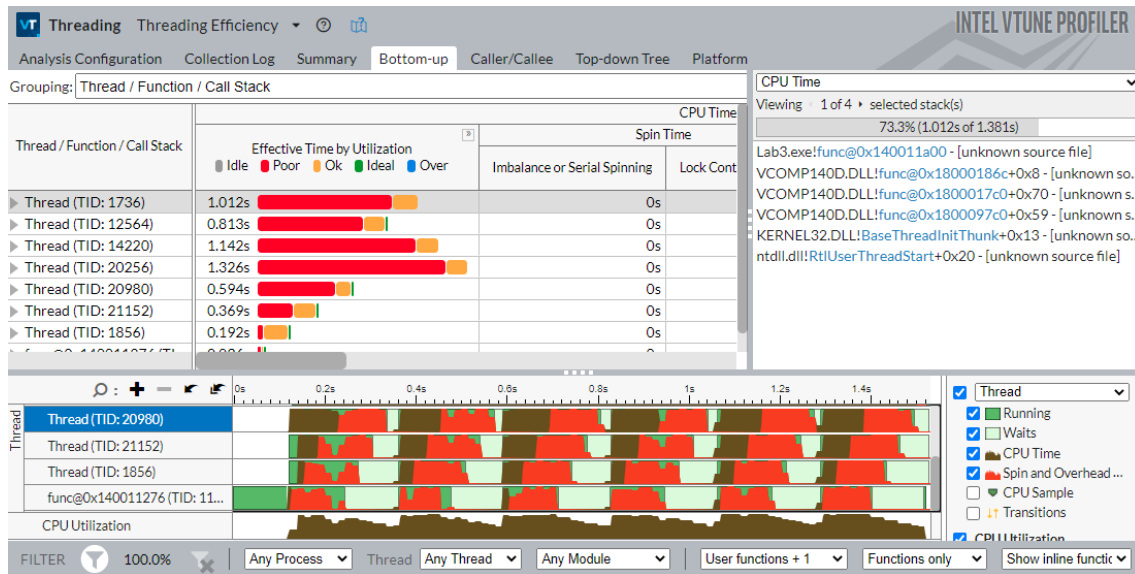 VT Threading Threading Efficiency
INTEL VTUNE PROFILER
Analysis Configuration Collection Log Summary Bottom-up Caller/Callee Top-down Tree Platform
Grouping: Thread / Function / Call Stack
Thread / Function / Call Stack
CPU Time
Effective Time by Utilization
Idle Poor Ok Ideal Over
Spin Time
Imbalance or Serial Spinning
Lock Cont
Thread (TID: 1736) 1.012s 0s
Thread (TID: 12564) 0.813s 0s
Thread (TID: 14220) 1.142s 0s
Thread (TID: 20256) 1.326s 0s
Thread (TID: 20980) 0.594s 0s
Thread (TID: 21152) 0.369s 0s
Thread (TID: 1856) 0.192s 0s
CPU Time
Viewing 1 of 4 selected stack(s)
73.3% (1.012s of 1.381s)
Lab3.exe!func@0x140011a00 - [unknown source file]
VCOMP140D.DLL!func@0x18000186c+0x8 - [unknown so...
VCOMP140D.DLL!func@0x1800017c0+0x70 - [unknown s...
VCOMP140D.DLL!func@0x1800097c0+0x59 - [unknown s...
KERNEL32.DLL!BaseThreadInitThunk+0x13 - [unknown so...
ntdll.dll!RtlUserThreadStart+0x20 - [unknown source file]
0s 0.2s 0.4s 0.6s 0.8s 1s 1.2s 1.4s
Thread
Thread (TID: 20980)
Thread (TID: 21152)
Thread (TID: 1856)
func@0x140011276 (TID: 11...
CPU Utilization
Thread
Running
Waits
CPU Time
Spin and Overhead ...
CPU Sample
Transitions
CPU Utilization
FILTER 100.0% Any Process Thread Any Thread Any Module User functions + 1 Functions only Show inline functic